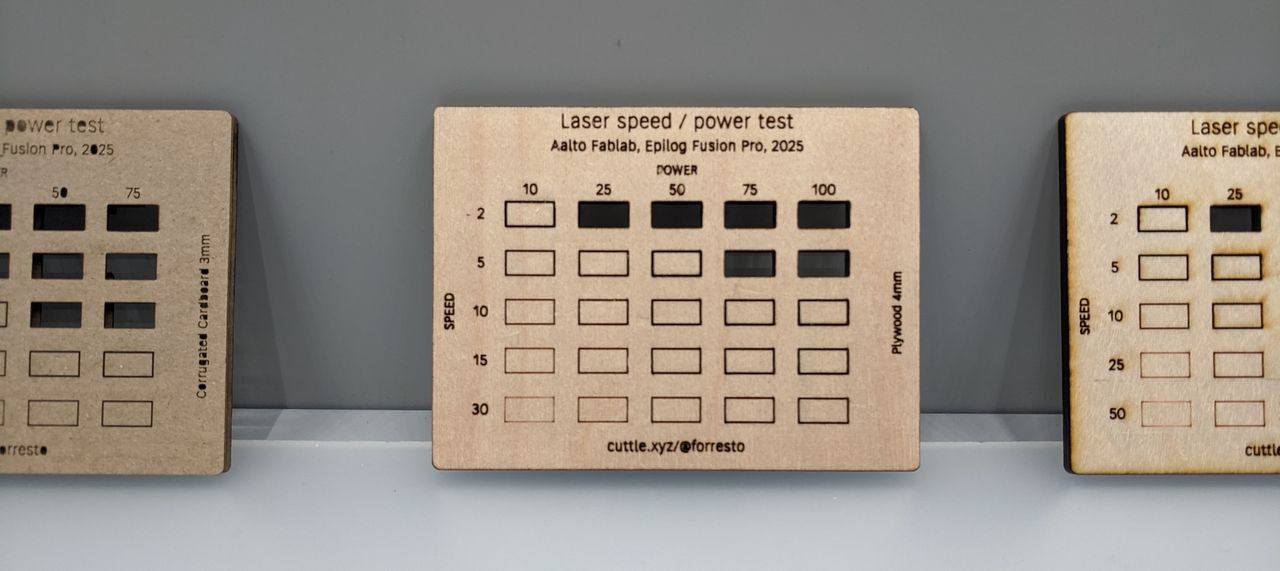 power test
Fusion Pro, 2025
R
50 75
Corrugated Cardboard 3mm
orresto
Laser speed / power test
Aalto Fablab, Epilog Fusion Pro, 2025
POWER
10 25 50 75 100
2
5
10
15
30
SPEED
Plywood 4mm
cuttle.xyz/@forresto
Laser spe
Aalto Fablab, E
10 25
2
5
10
25
50
SPEED
cuttle